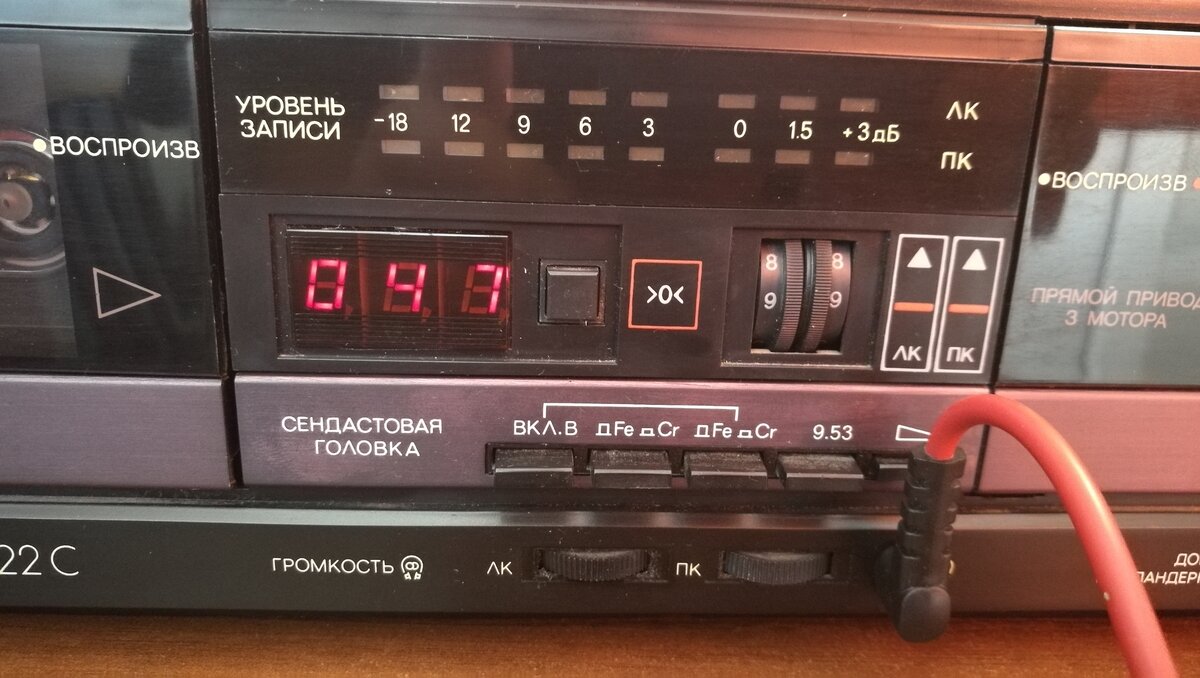 УРОВЕНЬ
ЗАПИСИ
-18 12 9 6 3 0 1.5 +3дБ
ЛК
ПК
ВОСПРОИЗВ
ВОСПРОИЗВ
>0<
8 8
9 9
ЛК ПК
ПРЯМОЙ ПРИВОД
3 МОТОРА
СЕНДАСТОВАЯ
ГОЛОВКА
ВКЛ.В Fe Cr Fe Cr 9.53
22 С
ГРОМКОСТЬ ЛК ПК